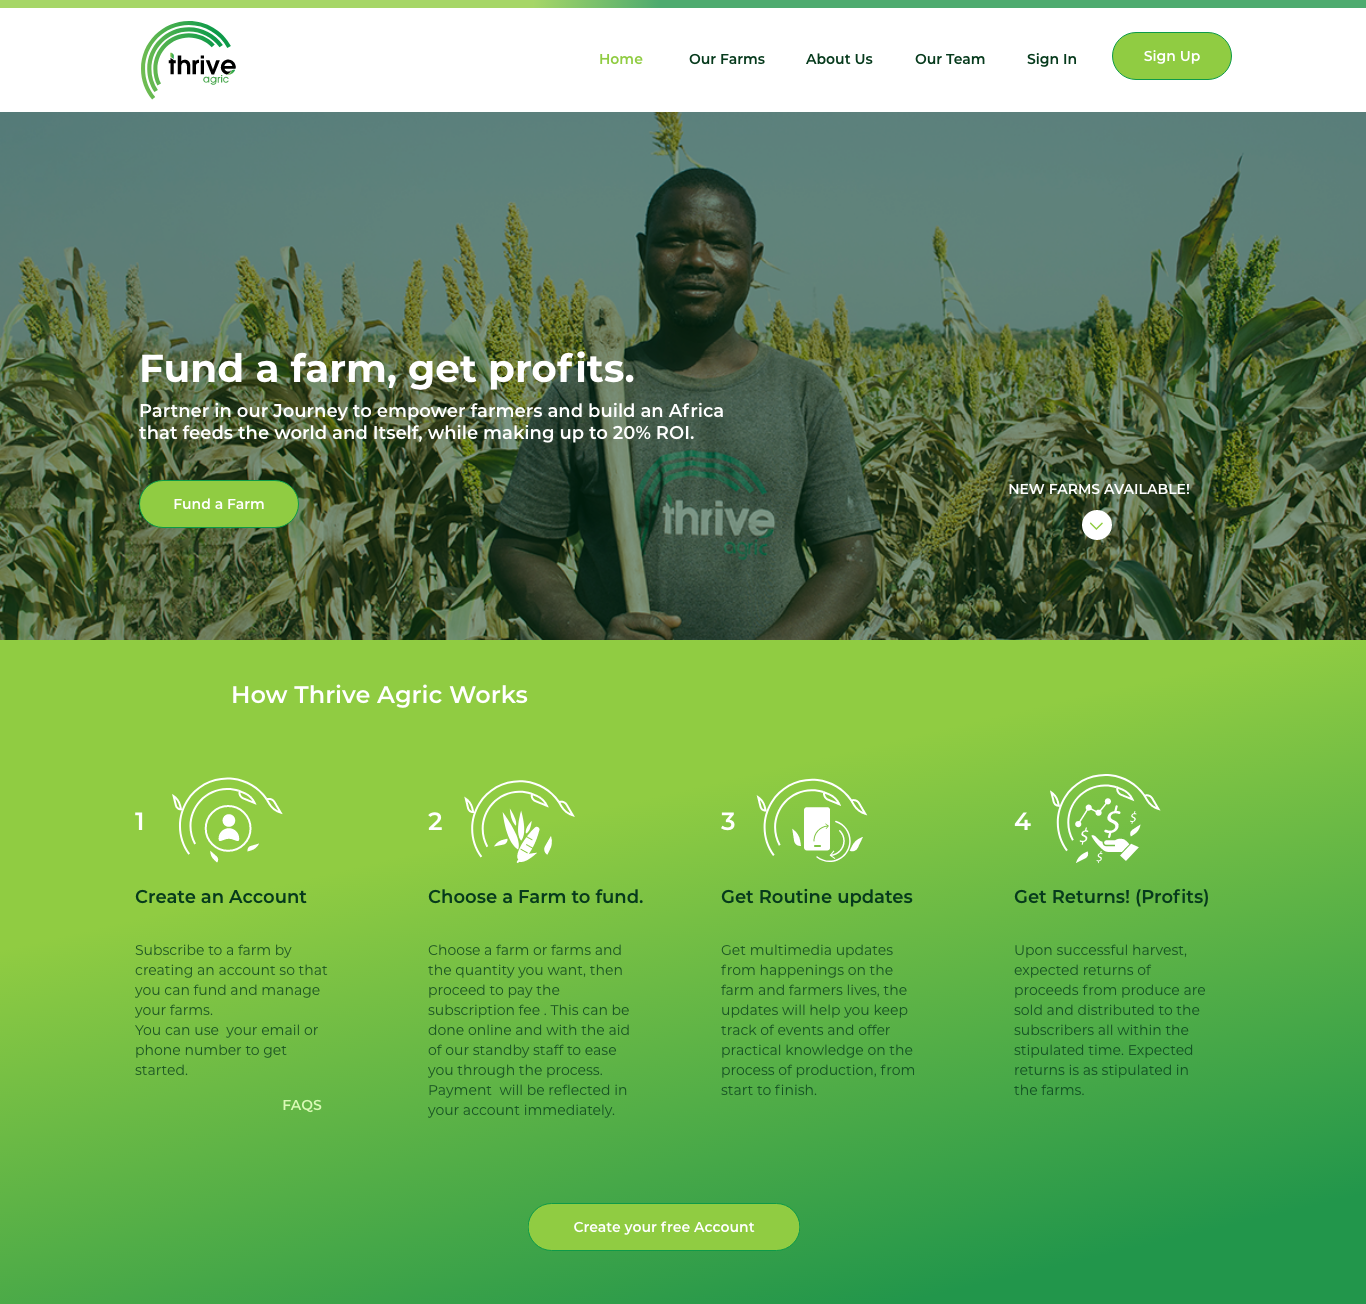 thrive
agric
Home
Our Farms
About Us
Our Team
Sign In
Sign Up
Fund a farm, get profits.
Partner in our Journey to empower farmers and build an Africa
that feeds the world and Itself, while making up to 20% ROI.
Fund a Farm
NEW FARMS AVAILABLE!
thrive
agric
How Thrive Agric Works
1
Create an Account
Subscribe to a farm by
creating an account so that
you can fund and manage
your farms.
You can use  your email or
phone number to get
started.
FAQS
2
Choose a Farm to fund.
Choose a farm or farms and
the quantity you want, then
proceed to pay the
subscription fee . This can be
done online and with the aid
of our standby staff to ease
you through the process.
Payment  will be reflected in
your account immediately.
3
Get Routine updates
Get multimedia updates
from happenings on the
farm and farmers lives, the
updates will help you keep
track of events and offer
practical knowledge on the
process of production, from
start to finish.
4
Get Returns! (Profits)
Upon successful harvest,
expected returns of
proceeds from produce are
sold and distributed to the
subscribers all within the
stipulated time. Expected
returns is as stipulated in
the farms.
Create your free Account